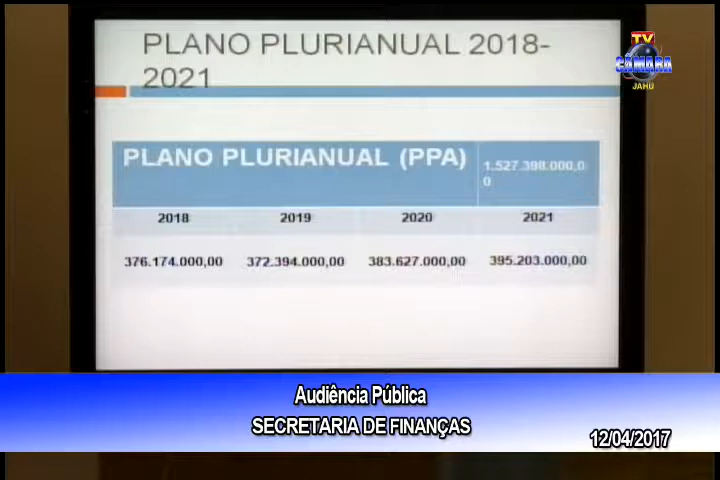 PLANO PLURIANUAL 2018-
2021
TV
CÂMARA
JAHU
PLANO PLURIANUAL (PPA)
1.527.398.000,0
0
2018 2019 2020 2021
376.174.000,00 372.394.000,00 383.627.000,00 395.203.000,00
Audiência Pública
SECRETARIA DE FINANÇAS
12/04/2017